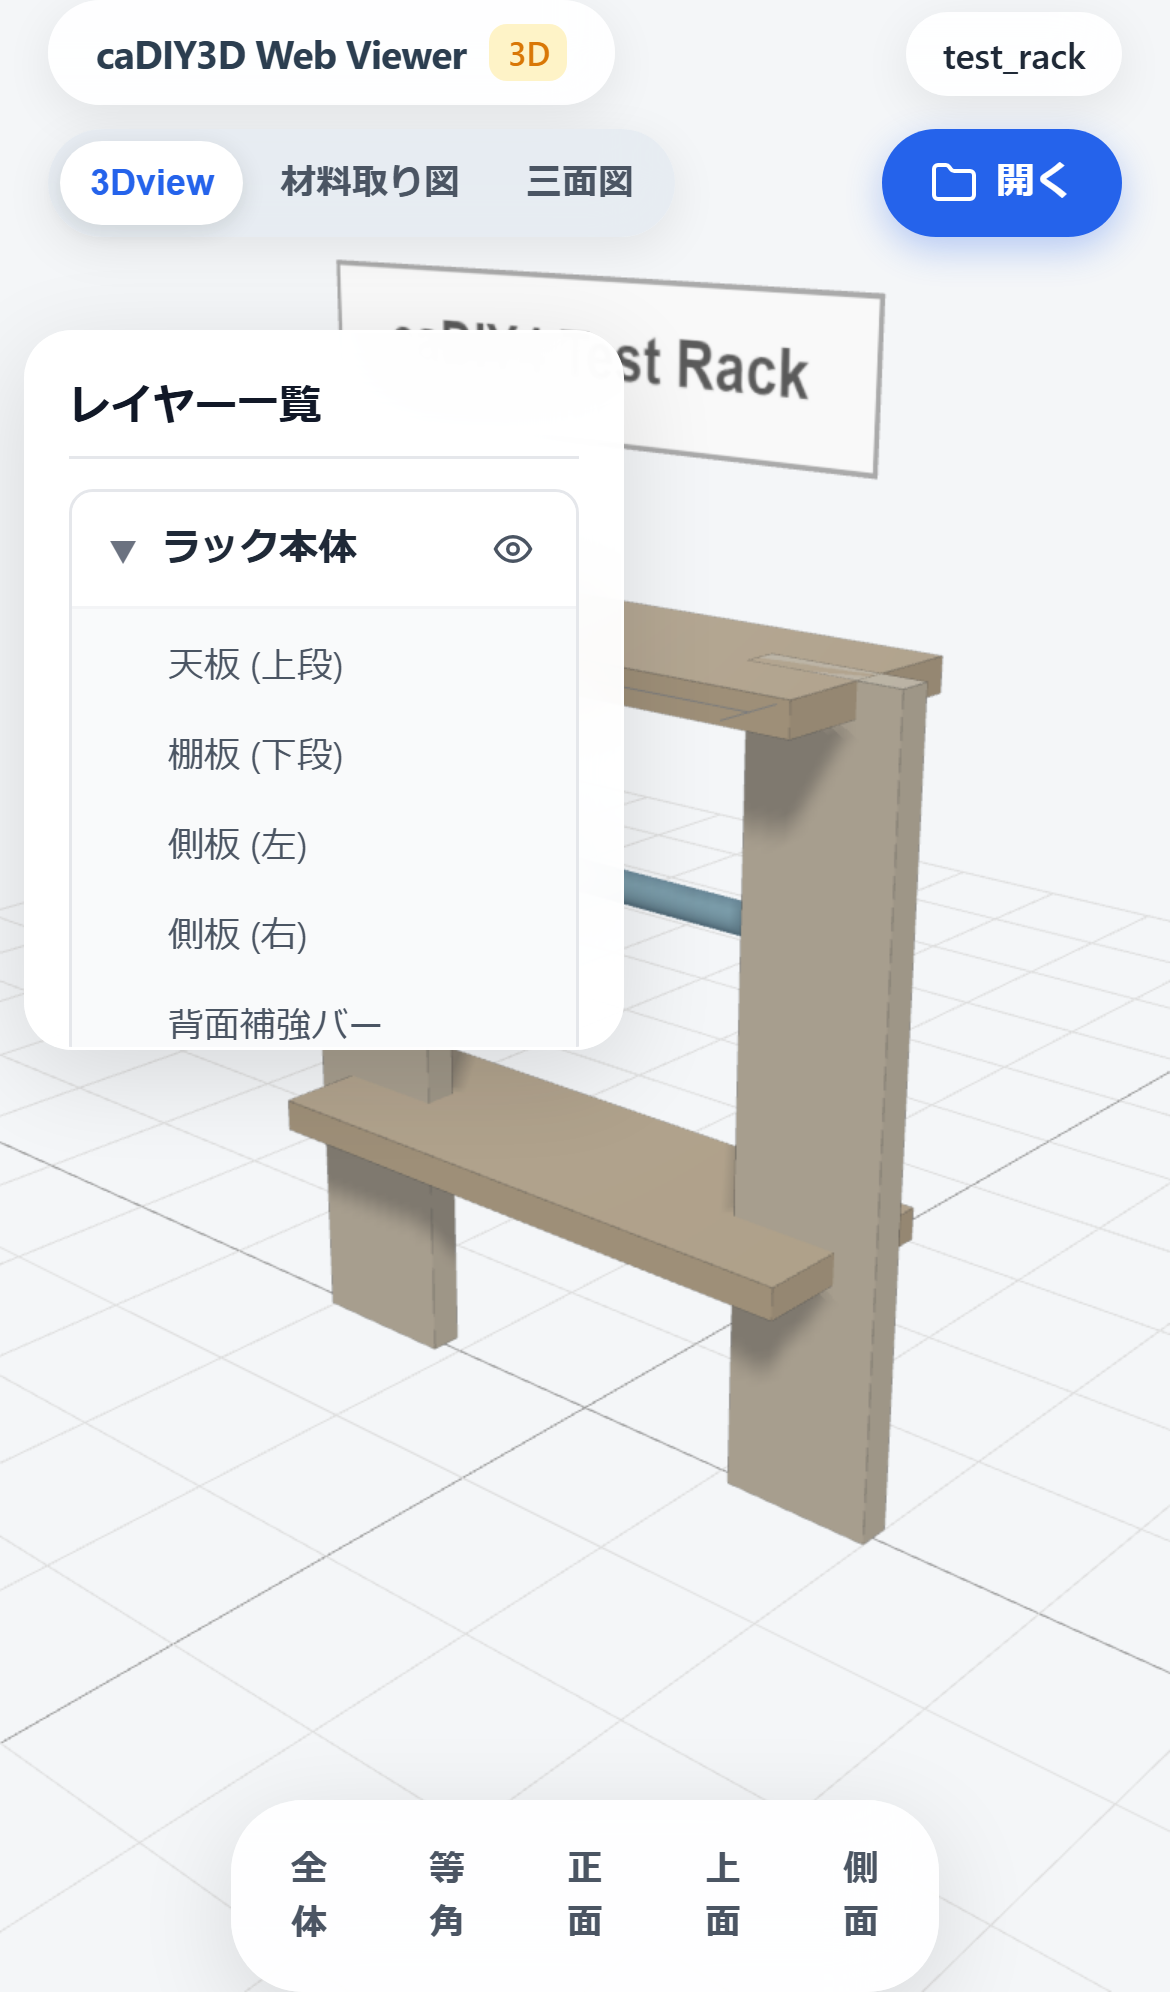 caDIY3D Web Viewer 3D
test_rack
3Dview 材料取り図 三面図
開く
Rack
レイヤー一覧
▼ ラック本体
天板 (上段)
棚板 (下段)
側板 (左)
側板 (右)
背面補強バー
全体
等角
正面
上面
側面